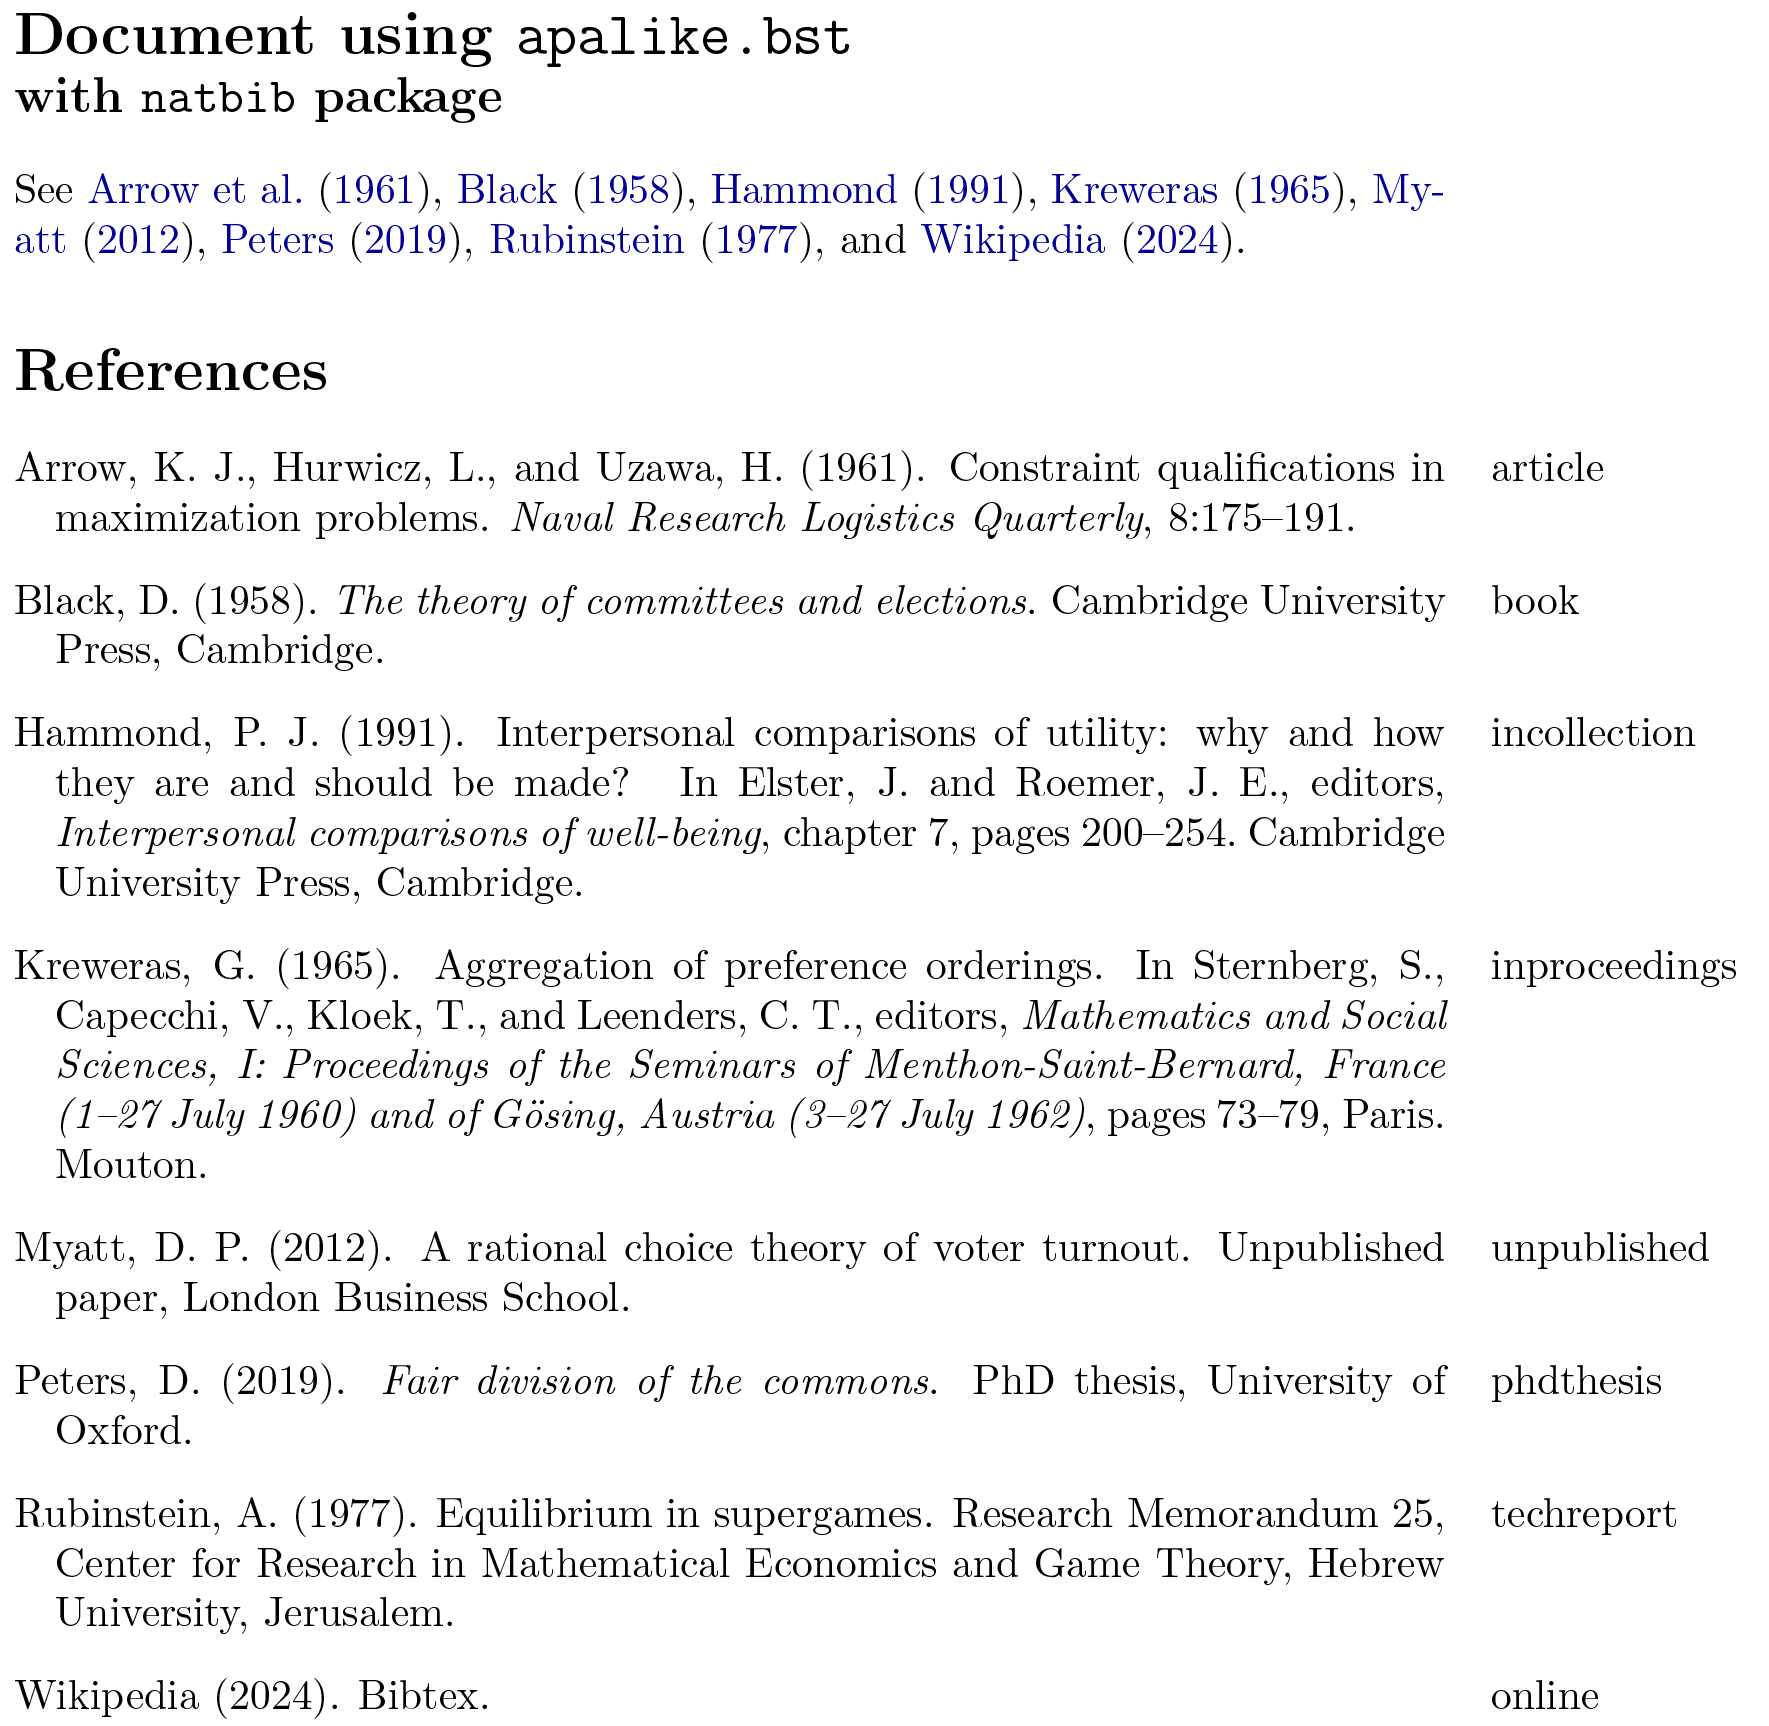 Document using apalike.bst
with natbib package
See Arrow et al. (1961), Black (1958), Hammond (1991), Kreweras (1965), My-
att (2012), Peters (2019), Rubinstein (1977), and Wikipedia (2024).
References
Arrow, K. J., Hurwicz, L., and Uzawa, H. (1961). Constraint qualifications in article
maximization problems. Naval Research Logistics Quarterly, 8:175–191.
Black, D. (1958). The theory of committees and elections. Cambridge University book
Press, Cambridge.
Hammond, P. J. (1991). Interpersonal comparisons of utility: why and how incollection
they are and should be made? In Elster, J. and Roemer, J. E., editors,
Interpersonal comparisons of well-being, chapter 7, pages 200–254. Cambridge
University Press, Cambridge.
Kreweras, G. (1965). Aggregation of preference orderings. In Sternberg, S., inproceedings
Capecchi, V., Kloek, T., and Leenders, C. T., editors, Mathematics and Social
Sciences, I: Proceedings of the Seminars of Menthon-Saint-Bernard, France
(1–27 July 1960) and of Gösing, Austria (3–27 July 1962), pages 73–79, Paris.
Mouton.
Myatt, D. P. (2012). A rational choice theory of voter turnout. Unpublished unpublished
paper, London Business School.
Peters, D. (2019). Fair division of the commons. PhD thesis, University of phdthesis
Oxford.
Rubinstein, A. (1977). Equilibrium in supergames. Research Memorandum 25, techreport
Center for Research in Mathematical Economics and Game Theory, Hebrew
University, Jerusalem.
Wikipedia (2024). Bibtex. online